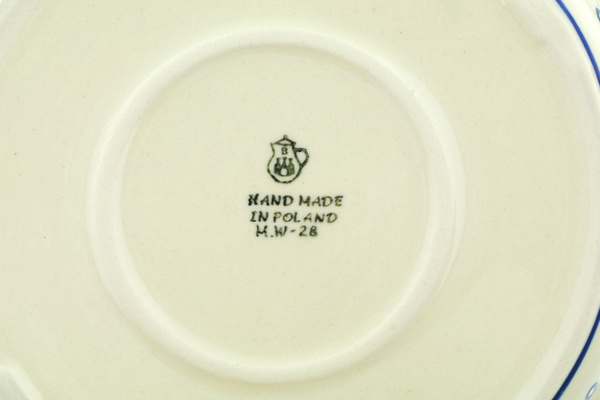 B
HAND MADE
IN POLAND
M.W-28